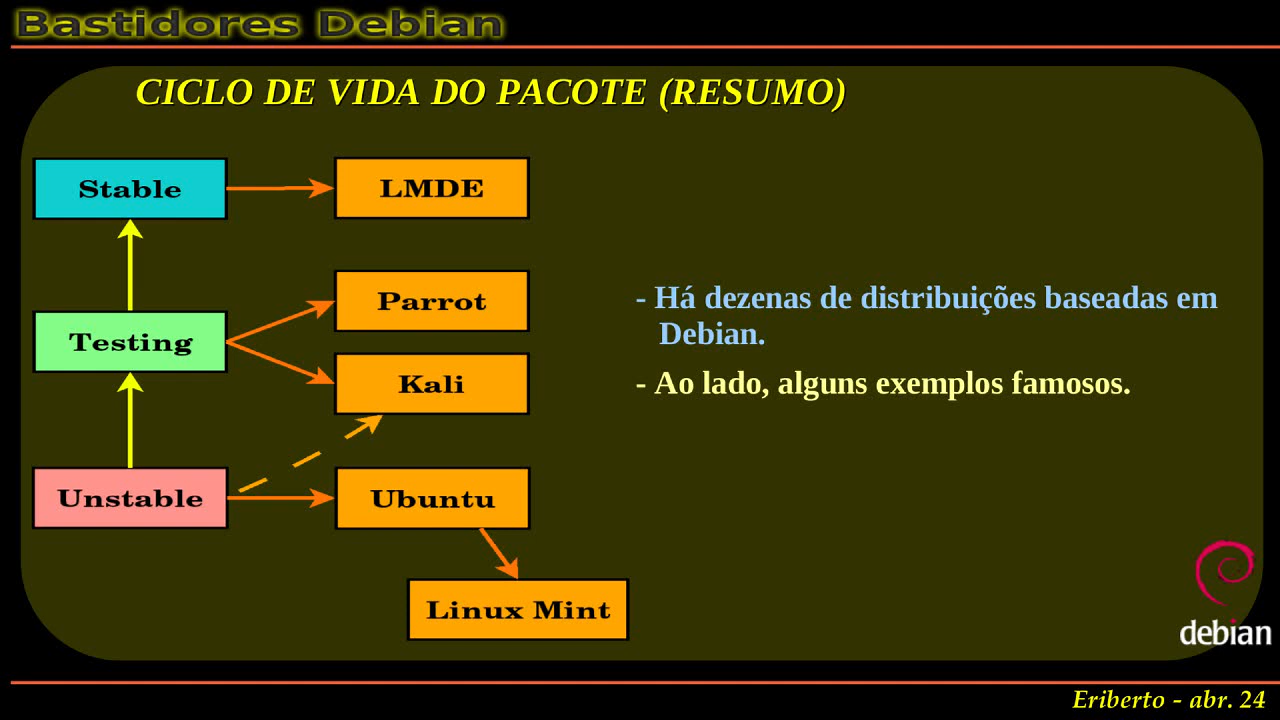 Bastidores Debian
CICLO DE VIDA DO PACOTE (RESUMO)
Stable
LMDE
Parrot
Testing
Kali
Unstable
Ubuntu
Linux Mint
- Há dezenas de distribuições baseadas em
Debian.
- Ao lado, alguns exemplos famosos.
debian
Eriberto - abr. 24